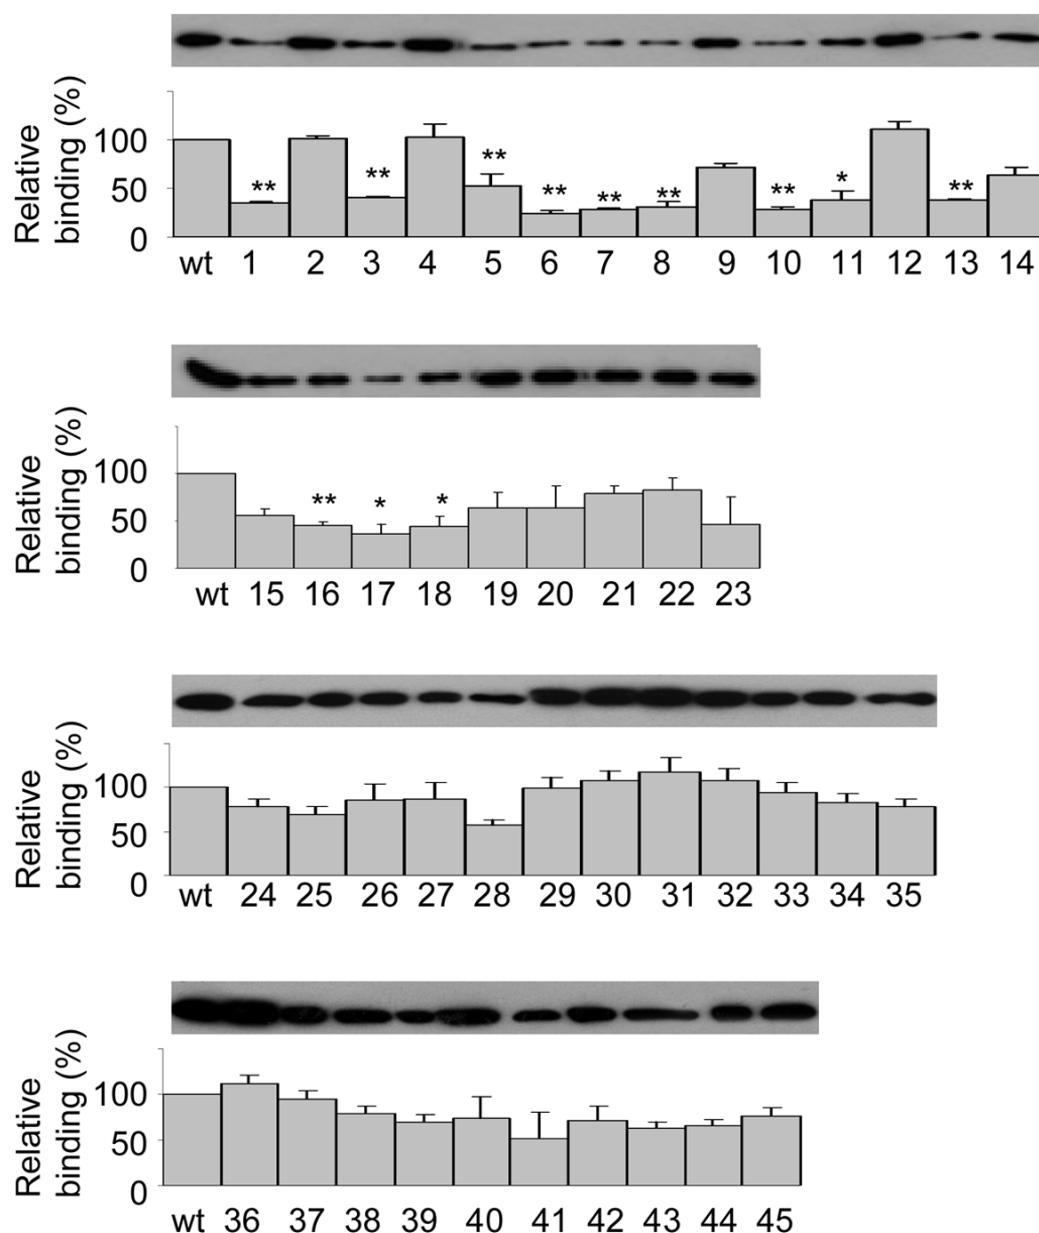 Relative
binding (%)
100
50
0
** ** ** ** ** ** ** * **
wt 1 2 3 4 5 6 7 8 9 10 11 12 13 14
Relative
binding (%)
100
50
0
** * *
wt 15 16 17 18 19 20 21 22 23
Relative
binding (%)
100
50
0
wt 24 25 26 27 28 29 30 31 32 33 34 35
Relative
binding (%)
100
50
0
wt 36 37 38 39 40 41 42 43 44 45